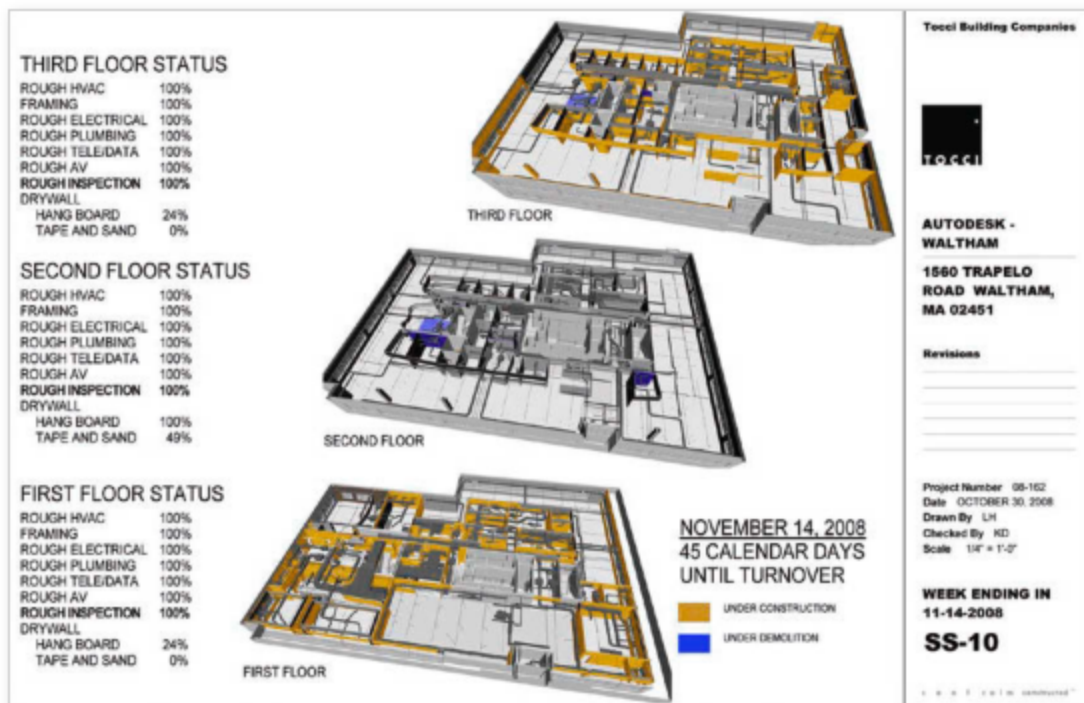 THIRD FLOOR STATUS
ROUGH HVAC 100%
FRAMING 100%
ROUGH ELECTRICAL 100%
ROUGH PLUMBING 100%
ROUGH TELE/DATA 100%
ROUGH AV 100%
ROUGH INSPECTION 100%
DRYWALL
HANG BOARD 24%
TAPE AND SAND 0%
THIRD FLOOR
SECOND FLOOR STATUS
ROUGH HVAC 100%
FRAMING 100%
ROUGH ELECTRICAL 100%
ROUGH PLUMBING 100%
ROUGH TELE/DATA 100%
ROUGH AV 100%
ROUGH INSPECTION 100%
DRYWALL
HANG BOARD 100%
TAPE AND SAND 49%
SECOND FLOOR
FIRST FLOOR STATUS
ROUGH HVAC 100%
FRAMING 100%
ROUGH ELECTRICAL 100%
ROUGH PLUMBING 100%
ROUGH TELE/DATA 100%
ROUGH AV 100%
ROUGH INSPECTION 100%
DRYWALL
HANG BOARD 24%
TAPE AND SAND 0%
FIRST FLOOR
NOVEMBER 14, 2008
45 CALENDAR DAYS
UNTIL TURNOVER
UNDER CONSTRUCTION
UNDER DEMOLITION
Tocci Building Companies
TOCCI
AUTODESK -
WALTHAM
1560 TRAPELO
ROAD WALTHAM,
MA 02451
Revisions
Project Number 08-162
Date OCTOBER 30, 2008
Drawn By LH
Checked By KD
Scale 1/4" = 1'-0"
WEEK ENDING IN
11-14-2008
SS-10